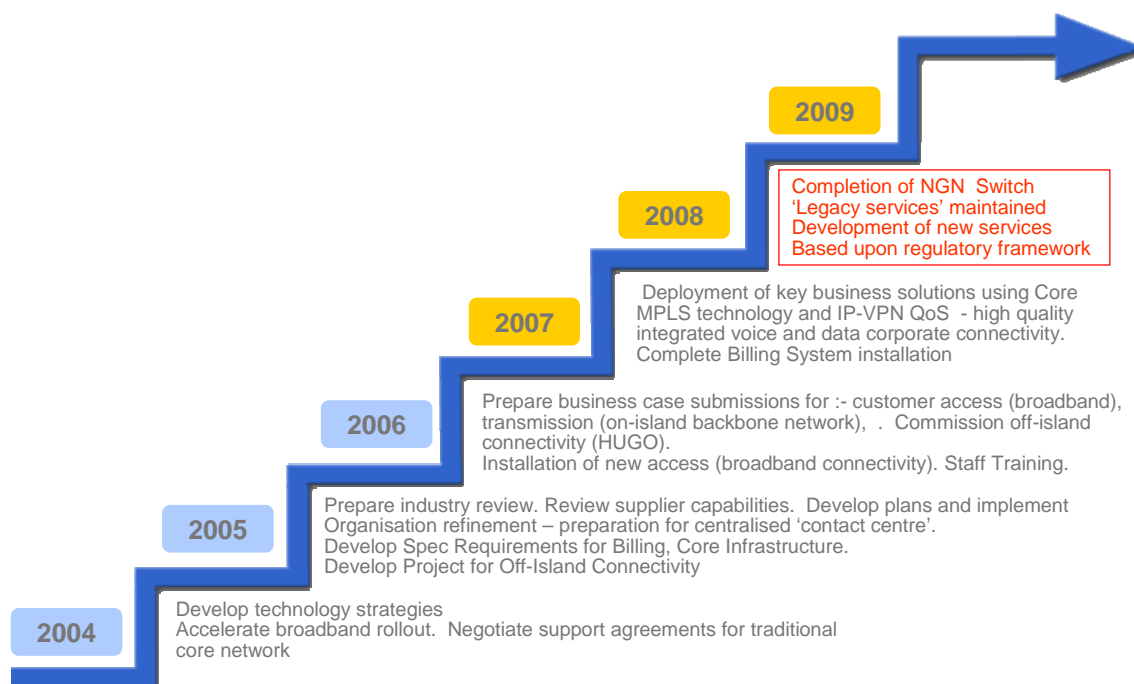 2009
Completion of NGN Switch
‘Legacy services’ maintained
Development of new services
Based upon regulatory framework
2008
Deployment of key business solutions using Core
MPLS technology and IP-VPN QoS - high quality
integrated voice and data corporate connectivity.
Complete Billing System installation
2007
Prepare business case submissions for :- customer access (broadband),
transmission (on-island backbone network), . Commission off-island
connectivity (HUGO).
Installation of new access (broadband connectivity). Staff Training.
2006
Prepare industry review. Review supplier capabilities. Develop plans and implement
Organisation refinement – preparation for centralised ‘contact centre’.
Develop Spec Requirements for Billing, Core Infrastructure.
Develop Project for Off-Island Connectivity
2005
Develop technology strategies
Accelerate broadband rollout. Negotiate support agreements for traditional
core network
2004